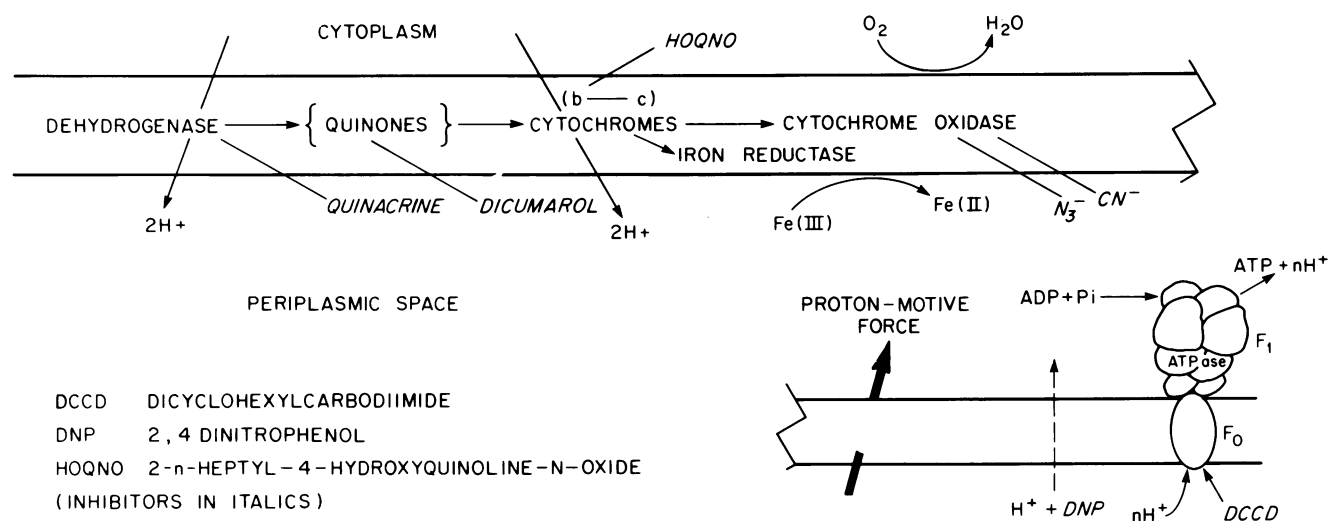 CYTOPLASM
O2 H2O
HOQNO
(b — c)
DEHYDROGENASE {QUINONES} CYTOCHROMES CYTOCHROME OXIDASE
IRON REDUCTASE
QUINACRINE DICUMAROL Fe(III) Fe(II) N3− CN−
2H+ 2H+
PERIPLASMIC SPACE
PROTON-MOTIVE
FORCE
ADP+Pi ATP+nH+
F1
ATPase
F0
H+ + DNP nH+ DCCD
DCCD DICYCLOHEXYLCARBODIIMIDE
DNP 2,4 DINITROPHENOL
HOQNO 2-n-HEPTYL-4-HYDROXYQUINOLINE-N-OXIDE
(INHIBITORS IN ITALICS)